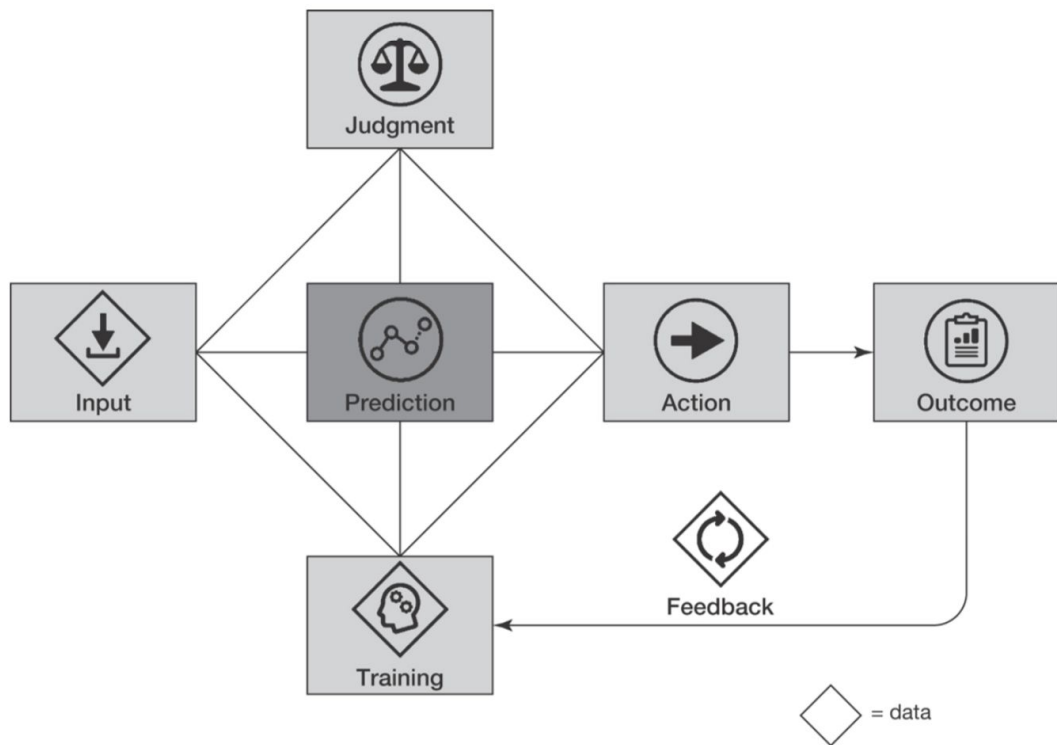 Judgment
Input
Prediction
Action
Outcome
Feedback
Training
= data